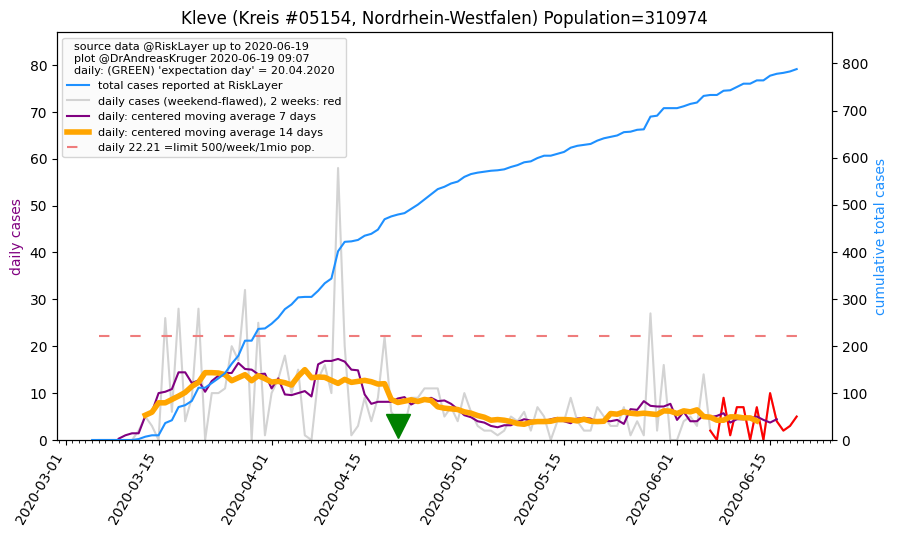 Kleve (Kreis #05154, Nordrhein-Westfalen) Population=310974
source data @RiskLayer up to 2020-06-19
plot @DrAndreasKruger 2020-06-19 09:07
daily: (GREEN) 'expectation day' = 20.04.2020
total cases reported at RiskLayer
daily cases (weekend-flawed), 2 weeks: red
daily: centered moving average 7 days
daily: centered moving average 14 days
daily 22.21 =limit 500/week/1mio pop.
daily cases
80
70
60
50
40
30
20
10
0
cumulative total cases
800
700
600
500
400
300
200
100
0
2020-03-01
2020-03-15
2020-04-01
2020-04-15
2020-05-01
2020-05-15
2020-06-01
2020-06-15